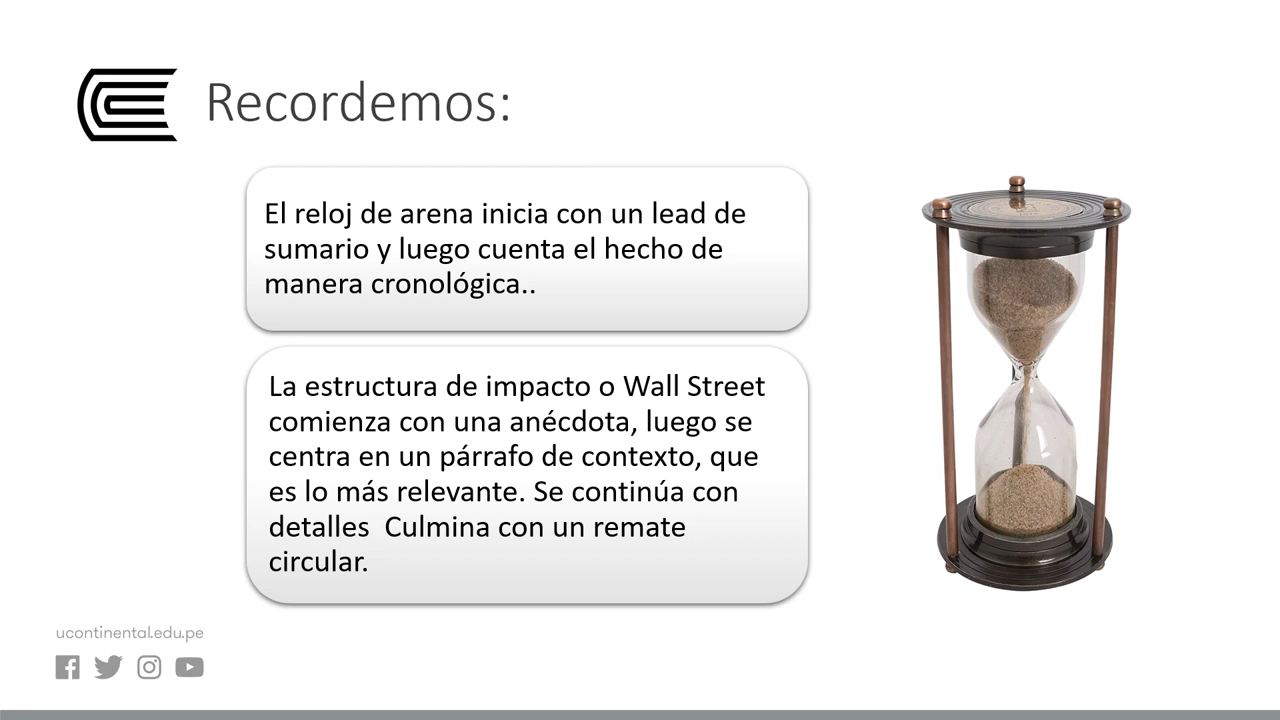 Recordemos:
El reloj de arena inicia con un lead de
sumario y luego cuenta el hecho de
manera cronológica..
La estructura de impacto o Wall Street
comienza con una anécdota, luego se
centra en un párrafo de contexto, que
es lo más relevante. Se continúa con
detalles  Culmina con un remate
circular.
ucontinental.edu.pe